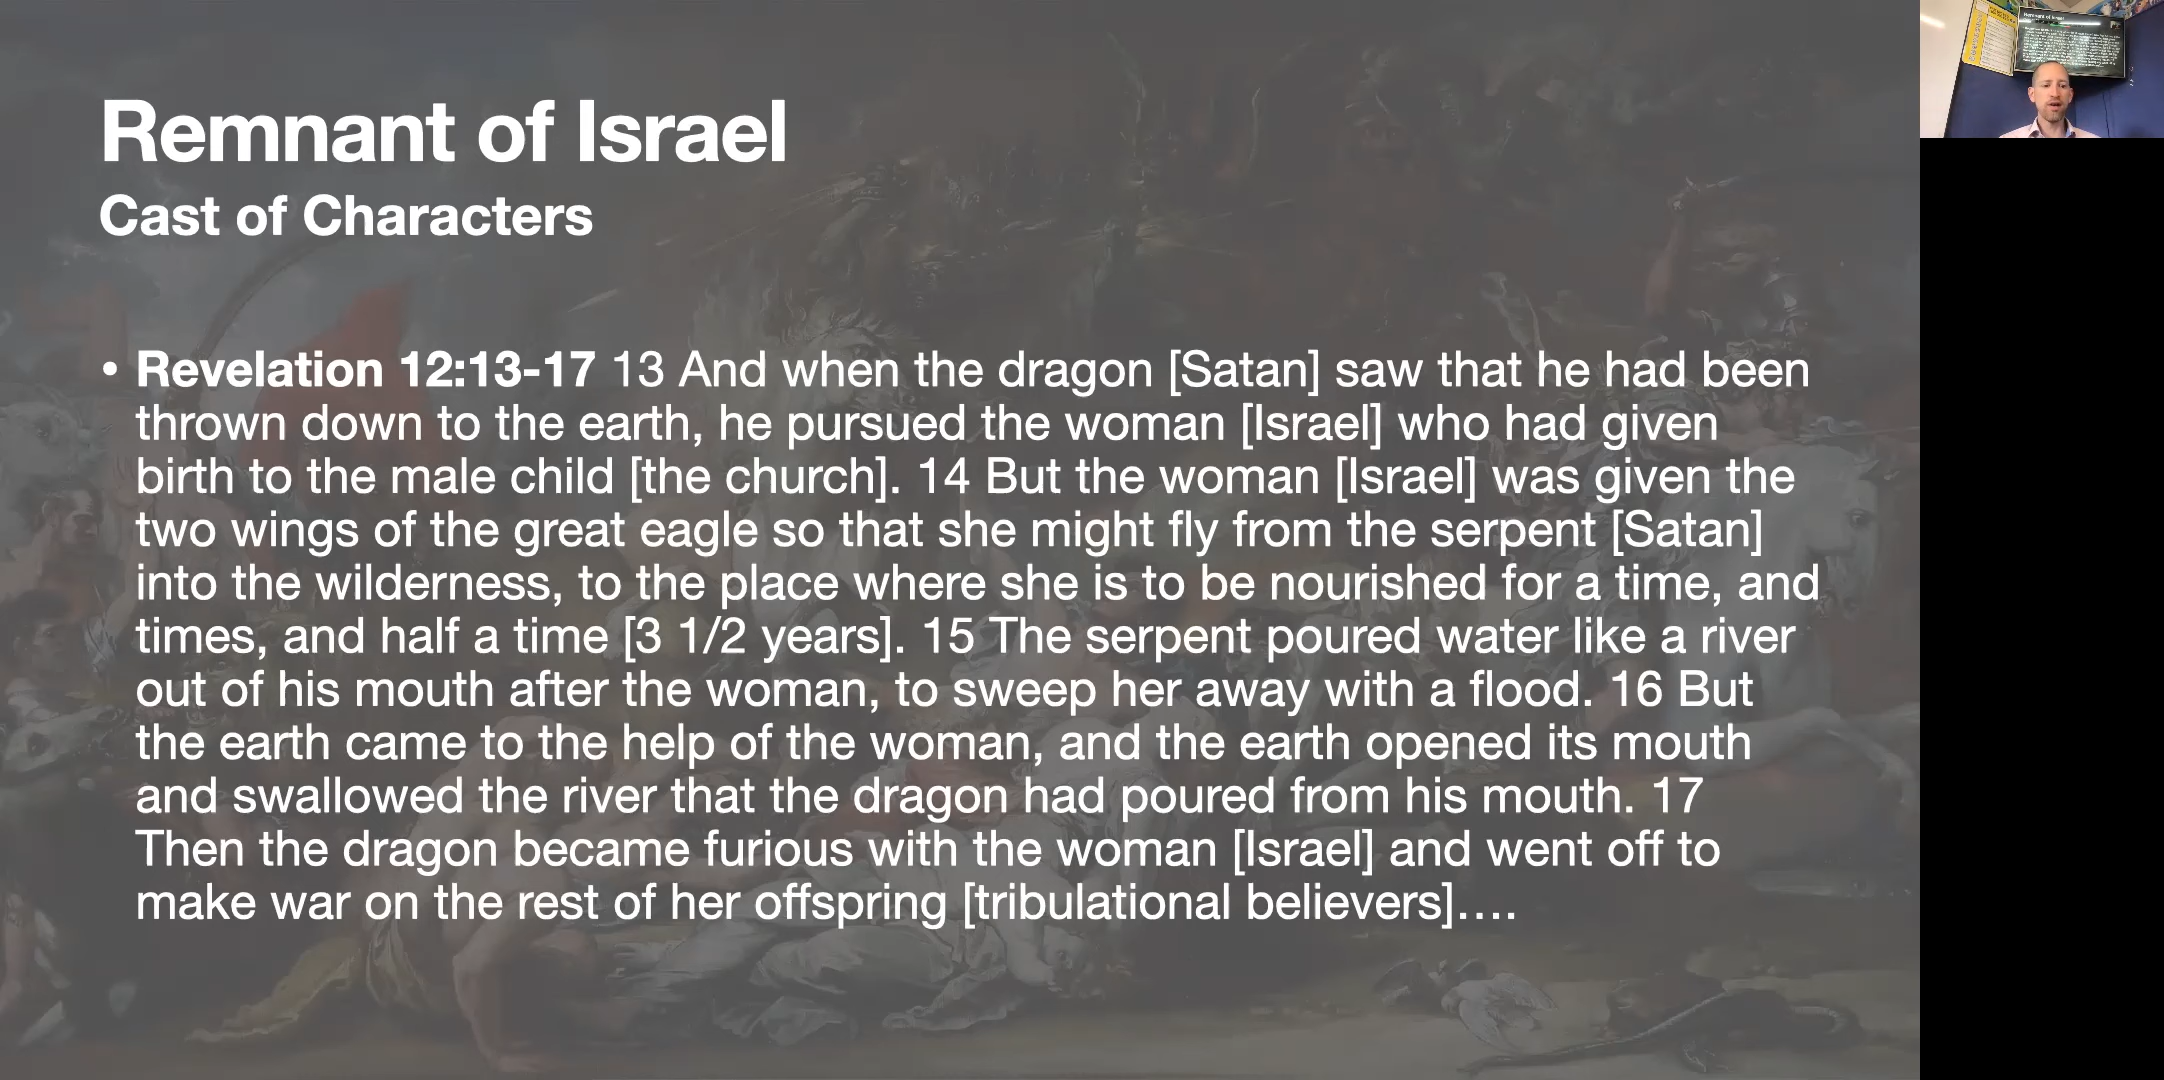 Remnant of Israel
Cast of Characters
• Revelation 12:13-17 13 And when the dragon [Satan] saw that he had been
thrown down to the earth, he pursued the woman [Israel] who had given
birth to the male child [the church]. 14 But the woman [Israel] was given the
two wings of the great eagle so that she might fly from the serpent [Satan]
into the wilderness, to the place where she is to be nourished for a time, and
times, and half a time [3 1/2 years]. 15 The serpent poured water like a river
out of his mouth after the woman, to sweep her away with a flood. 16 But
the earth came to the help of the woman, and the earth opened its mouth
and swallowed the river that the dragon had poured from his mouth. 17
Then the dragon became furious with the woman [Israel] and went off to
make war on the rest of her offspring [tribulational believers]....
Remnant of Israel